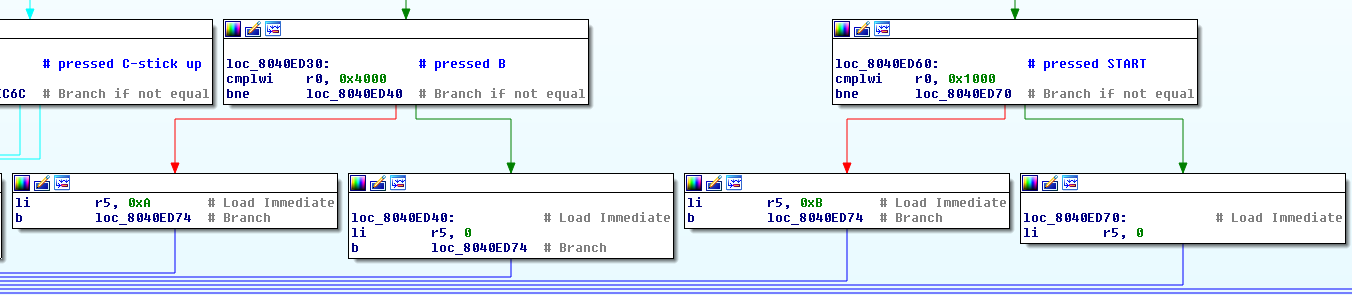 # pressed C-stick up
C6C # Branch if not equal
loc_8040ED30: # pressed B
cmplwi r0, 0x4000
bne loc_8040ED40 # Branch if not equal
loc_8040ED60: # pressed START
cmplwi r0, 0x1000
bne loc_8040ED70 # Branch if not equal
li r5, 0xA # Load Immediate
b loc_8040ED74 # Branch
loc_8040ED40: # Load Immediate
li r5, 0
b loc_8040ED74 # Branch
li r5, 0xB # Load Immediate
b loc_8040ED74 # Branch
loc_8040ED70: # Load Immediate
li r5, 0